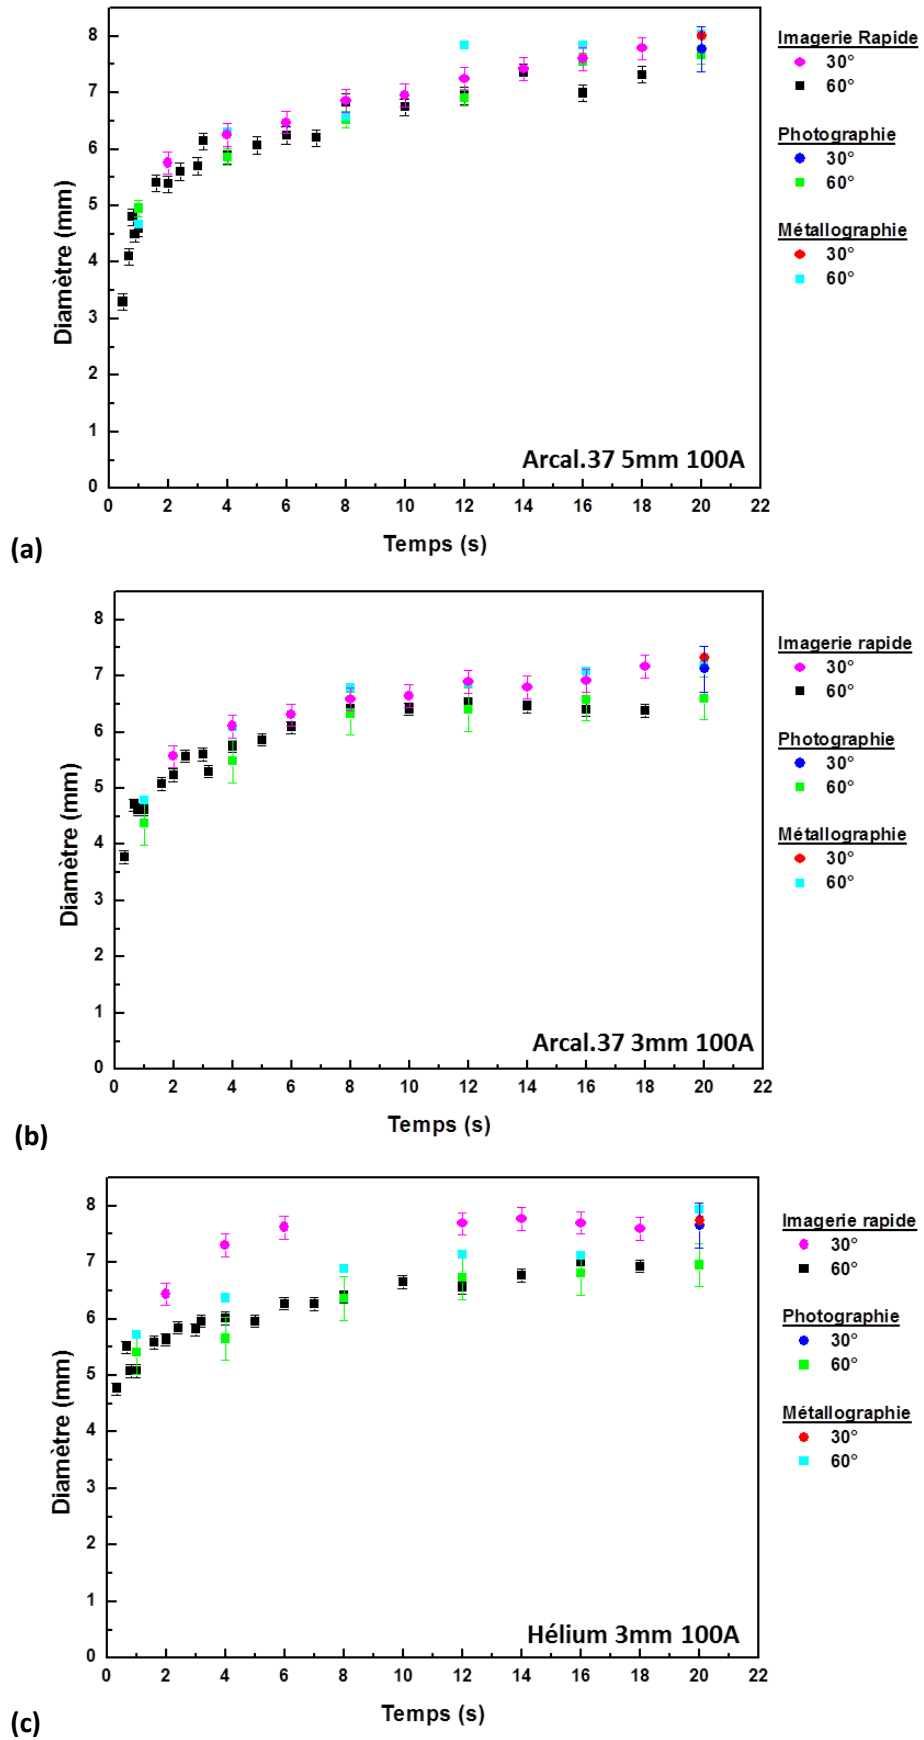 8
7
6
5
4
3
2
1
0
Diamètre (mm)
0 2 4 6 8 10 12 14 16 18 20 22
Temps (s)
Arcal.37 5mm 100A
Imagerie Rapide
30°
60°
Photographie
30°
60°
Métallographie
30°
60°
(a)
8
7
6
5
4
3
2
1
0
Diamètre (mm)
0 2 4 6 8 10 12 14 16 18 20 22
Temps (s)
Arcal.37 3mm 100A
Imagerie rapide
30°
60°
Photographie
30°
60°
Métallographie
30°
60°
(b)
8
7
6
5
4
3
2
1
0
Diamètre (mm)
0 2 4 6 8 10 12 14 16 18 20 22
Temps (s)
Hélium 3mm 100A
Imagerie rapide
30°
60°
Photographie
30°
60°
Métallographie
30°
60°
(c)